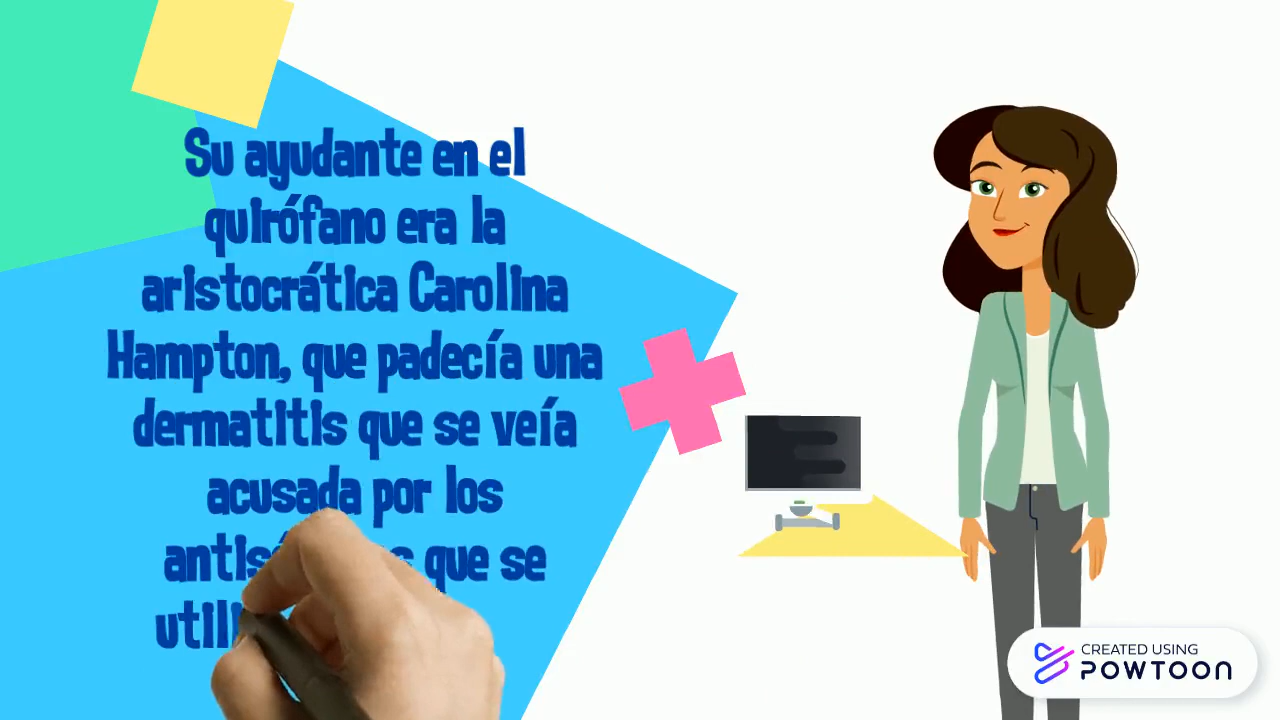 Su ayudante en el
quirófano era la
aristocrática Carolina
Hampton, que padecía una
dermatitis que se veía
acusada por los
que se
CREATED USING
POWTOON